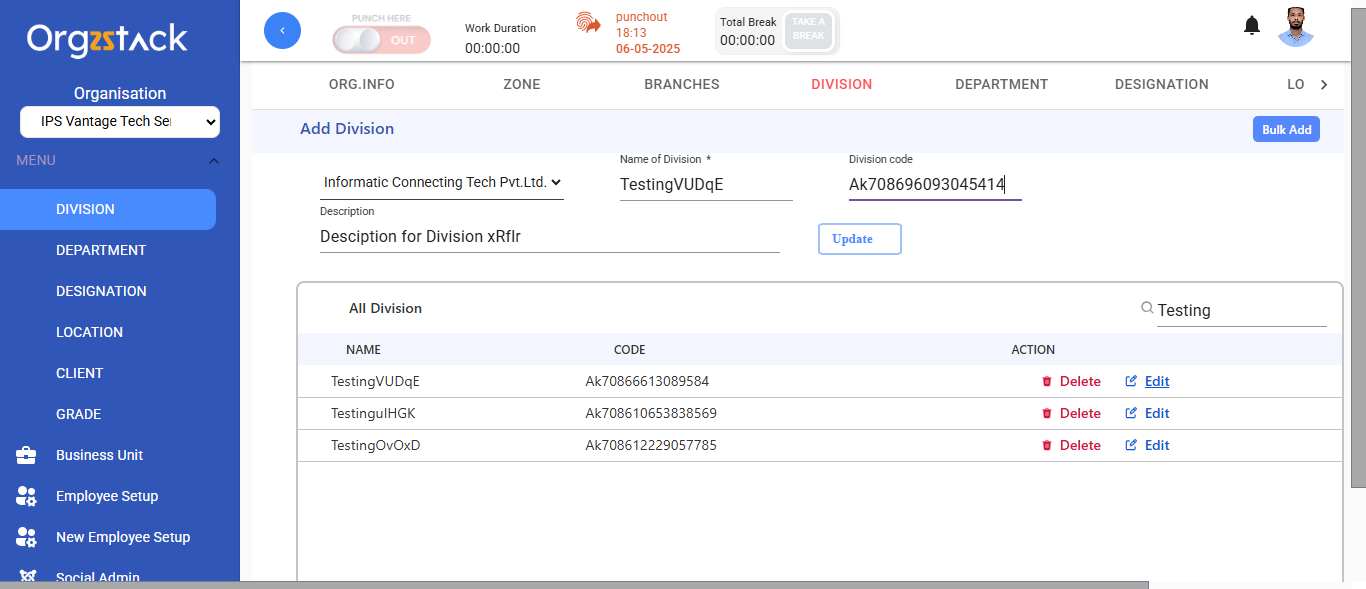 Orgzstack
Organisation
IPS Vantage Tech Ser
MENU
DIVISION
DEPARTMENT
DESIGNATION
LOCATION
CLIENT
GRADE
Business Unit
Employee Setup
New Employee Setup
Social Admin
PUNCH HERE
OUT
Work Duration
00:00:00
punchout
18:13
06-05-2025
Total Break
00:00:00
TAKE A
BREAK
ORG.INFO ZONE BRANCHES DIVISION DEPARTMENT DESIGNATION LO
Add Division
Bulk Add
Informatic Connecting Tech Pvt.Ltd.
Name of Division *
TestingVUDqE
Division code
Ak708696093045414
Description
Desciption for Division xRfIr
Update
All Division
Testing
NAME CODE ACTION
TestingVUDqE Ak70866613089584 Delete Edit
TestinguIHGK Ak708610653838569 Delete Edit
TestingOvOxD Ak708612229057785 Delete Edit